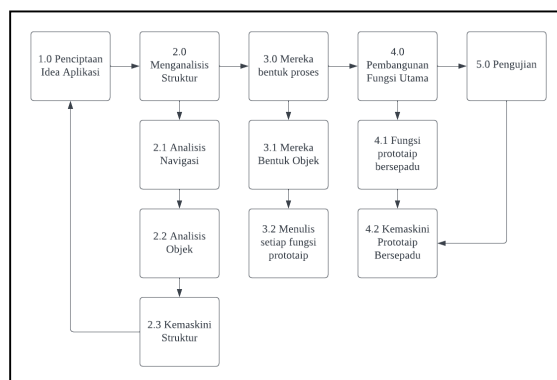 1.0 Penciptaan
Idea Aplikasi
2.0
Menganalisis
Struktur
3.0 Mereka
bentuk proses
4.0
Pembangunan
Fungsi Utama
5.0 Pengujian
2.1 Analisis
Navigasi
3.1 Mereka
Bentuk Objek
4.1 Fungsi
prototaip
bersepadu
2.2 Analisis
Objek
3.2 Menulis
setiap fungsi
prototaip
4.2 Kemaskini
Prototaip
Bersepadu
2.3 Kemaskini
Struktur